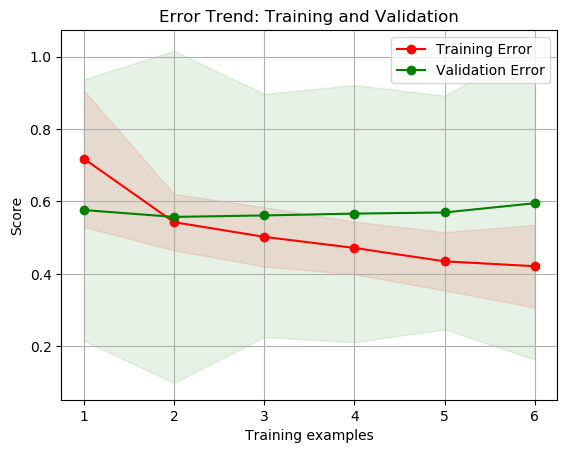 Error Trend: Training and Validation
Training Error
Validation Error
1.0
0.8
0.6
0.4
0.2
Score
1 2 3 4 5 6
Training examples